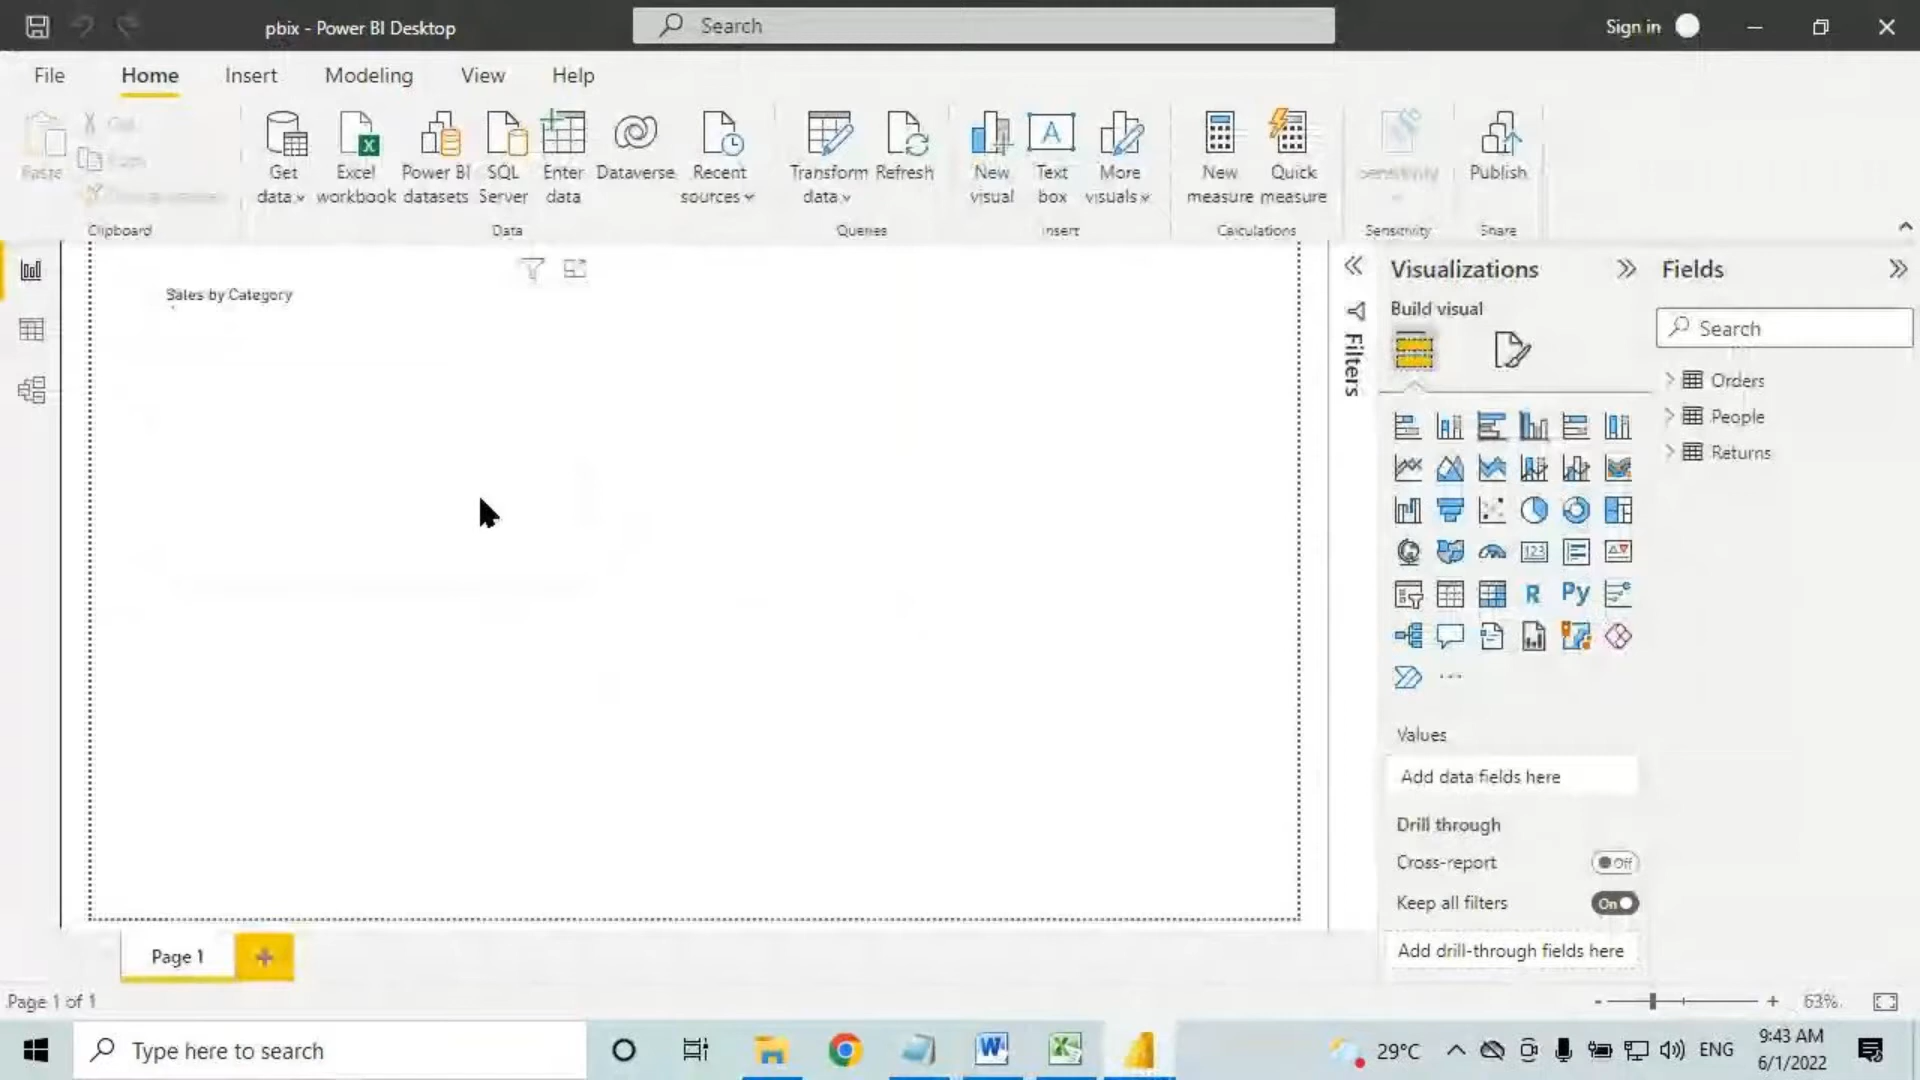 pbix - Power BI Desktop
Search
Sign in
File
Home
Insert
Modeling
View
Help
Paste
Cut
Copy
Get data
Excel workbook
Power BI datasets
SQL Server
Enter data
Dataverse
Recent sources
Transform data
Refresh
New visual
Text box
More visuals
New measure
Quick measure
Sensitivity
Publish
Clipboard
Data
Queries
Insert
Calculations
Sensitivity
Share
Sales by Category
Filters
Visualizations
Build visual
R
Py
123
Values
Add data fields here
Drill through
Cross-report
Off
Keep all filters
On
Add drill-through fields here
Fields
Search
Orders
People
Returns
Page 1
Page 1 of 1
63%
Type here to search
29°C
ENG
9:43 AM
6/1/2022